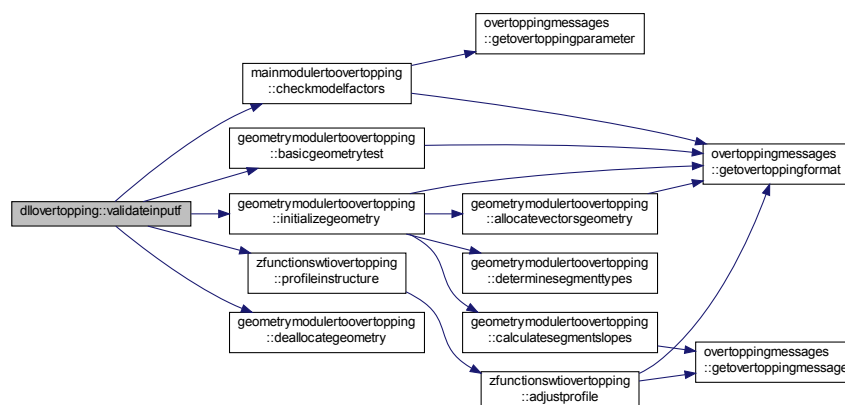 overtoppingmessages
::getovertoppingparameter
mainmodulertoovertopping
::checkmodelfactors
geometrymodulertoovertopping
::basicgeometrytest
overtoppingmessages
::getovertoppingformat
dllovertopping::validateinputf
geometrymodulertoovertopping
::initializegeometry
geometrymodulertoovertopping
::allocatevectorsgeometry
zfunctionswtiovertopping
::profileinstructure
geometrymodulertoovertopping
::determinesegmenttypes
geometrymodulertoovertopping
::deallocategeometry
geometrymodulertoovertopping
::calculatesegmentslopes
overtoppingmessages
::getovertoppingmessage
zfunctionswtiovertopping
::adjustprofile